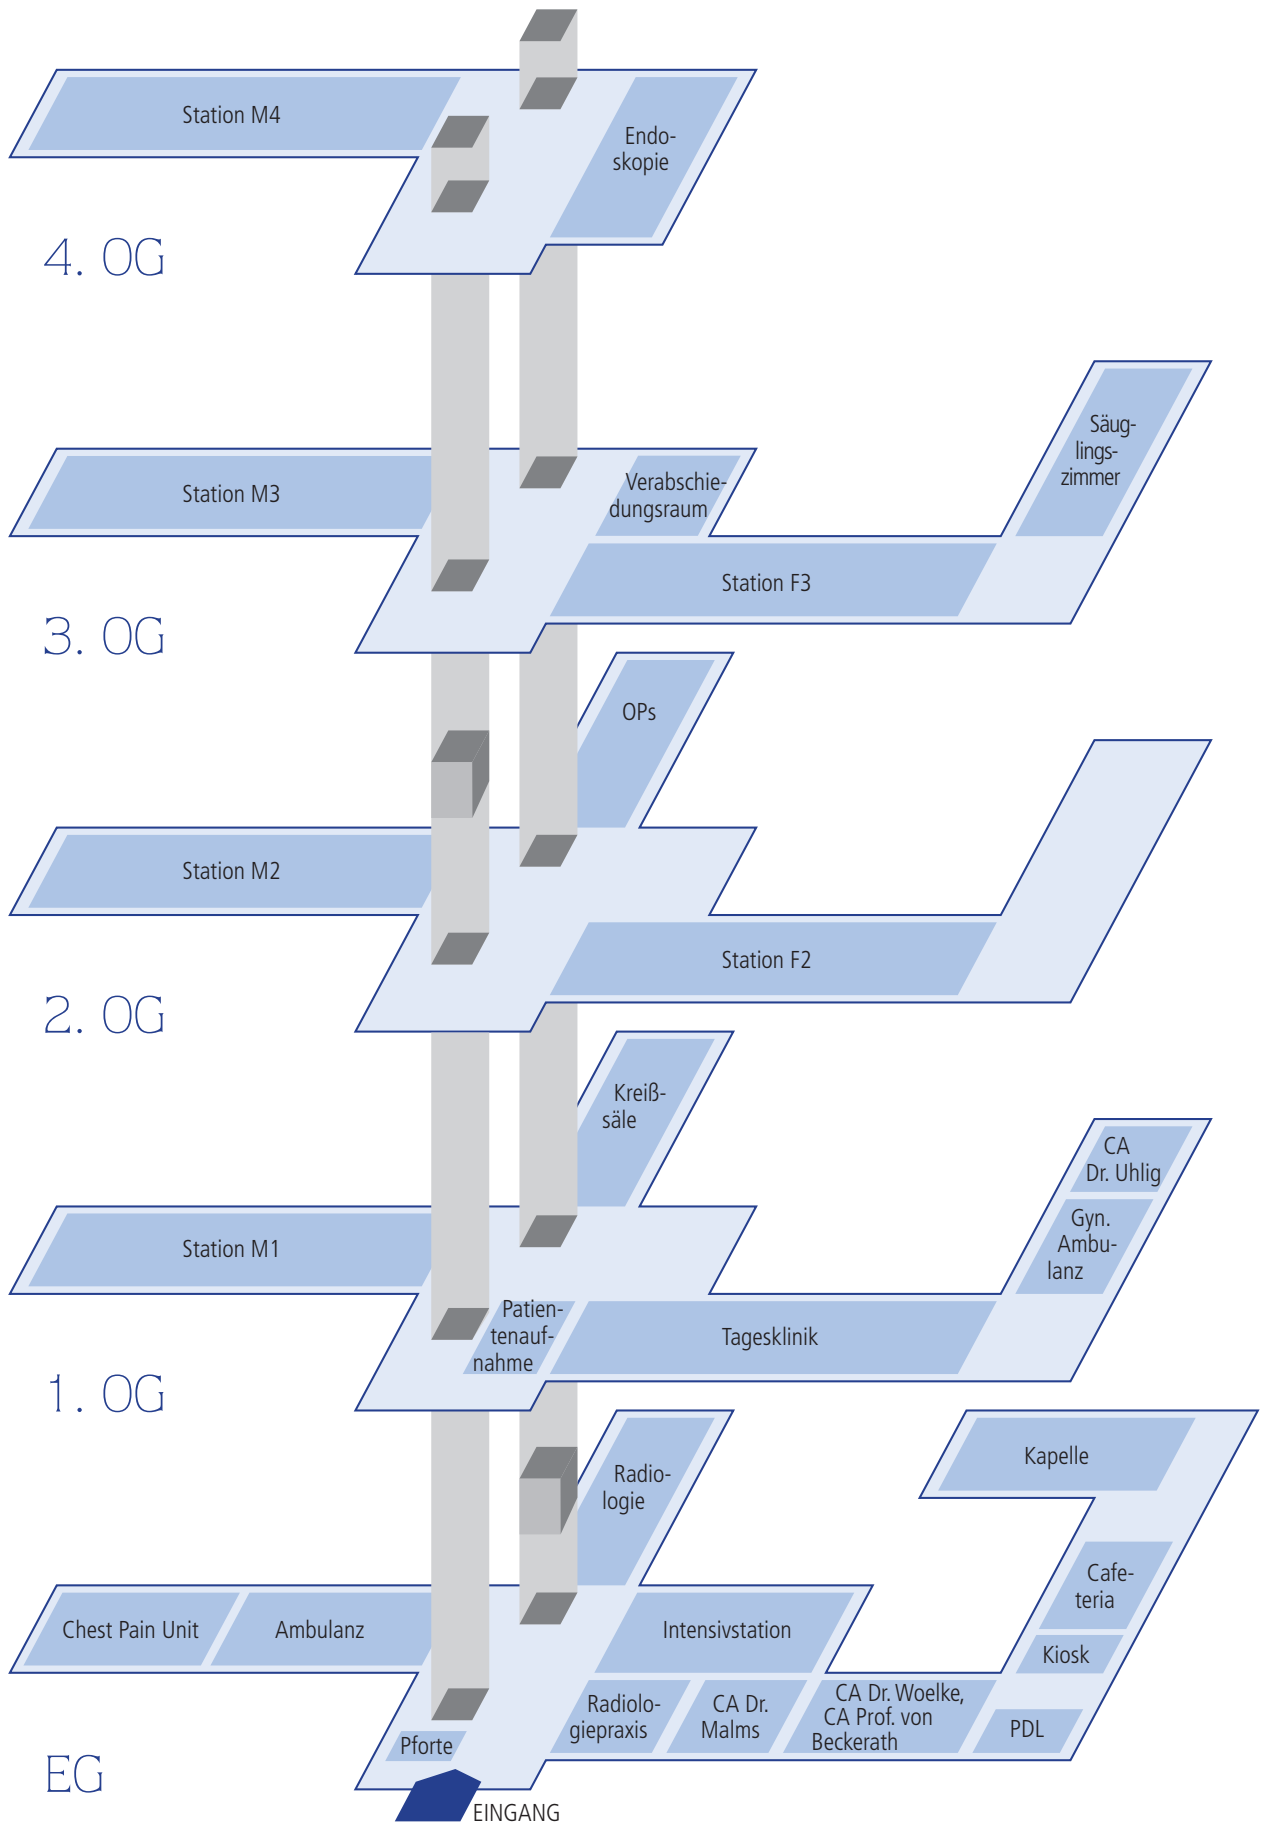 Station M4
Endo-
skopie
4. OG
Säug-
lings-
zimmer
Station M3
Verabschie-
dungsraum
Station F3
3. OG
OPs
Station M2
Station F2
2. OG
Kreiß-
säle
CA
Dr. Uhlig
Gyn.
Ambu-
lanz
Station M1
Patien-
tenauf-
nahme
Tagesklinik
1. OG
Radio-
logie
Kapelle
Cafe-
teria
Kiosk
Chest Pain Unit
Ambulanz
Intensivstation
Radiolo-
giepraxis
CA Dr.
Malms
CA Dr. Woelke,
CA Prof. von
Beckerath
PDL
Pforte
EG
EINGANG